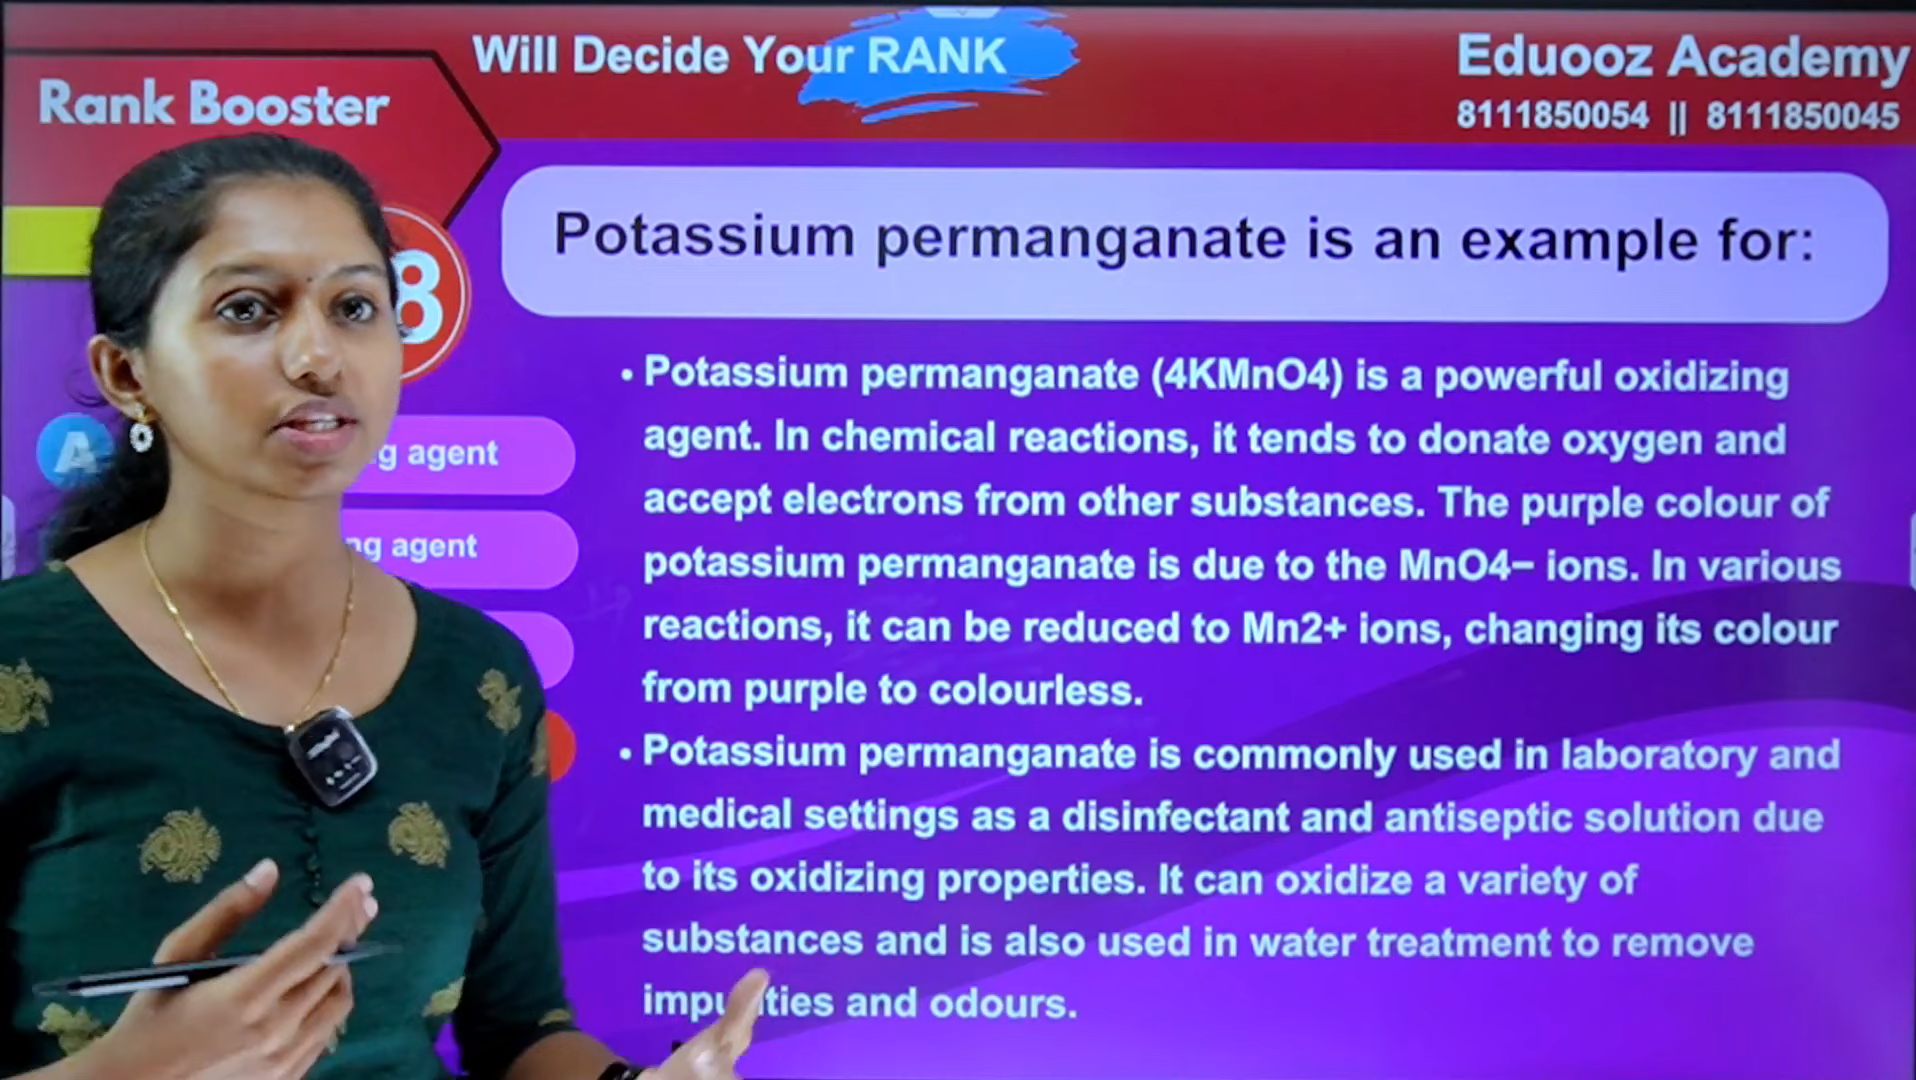 Will Decide Your RANK
Eduooz Academy
8111850054 || 8111850045
Rank Booster
8
Potassium permanganate is an example for:
A
agent
agent
• Potassium permanganate (4KMnO4) is a powerful oxidizing
agent. In chemical reactions, it tends to donate oxygen and
accept electrons from other substances. The purple colour of
potassium permanganate is due to the MnO4− ions. In various
reactions, it can be reduced to Mn2+ ions, changing its colour
from purple to colourless.
• Potassium permanganate is commonly used in laboratory and
medical settings as a disinfectant and antiseptic solution due
to its oxidizing properties. It can oxidize a variety of
substances and is also used in water treatment to remove
and odours.